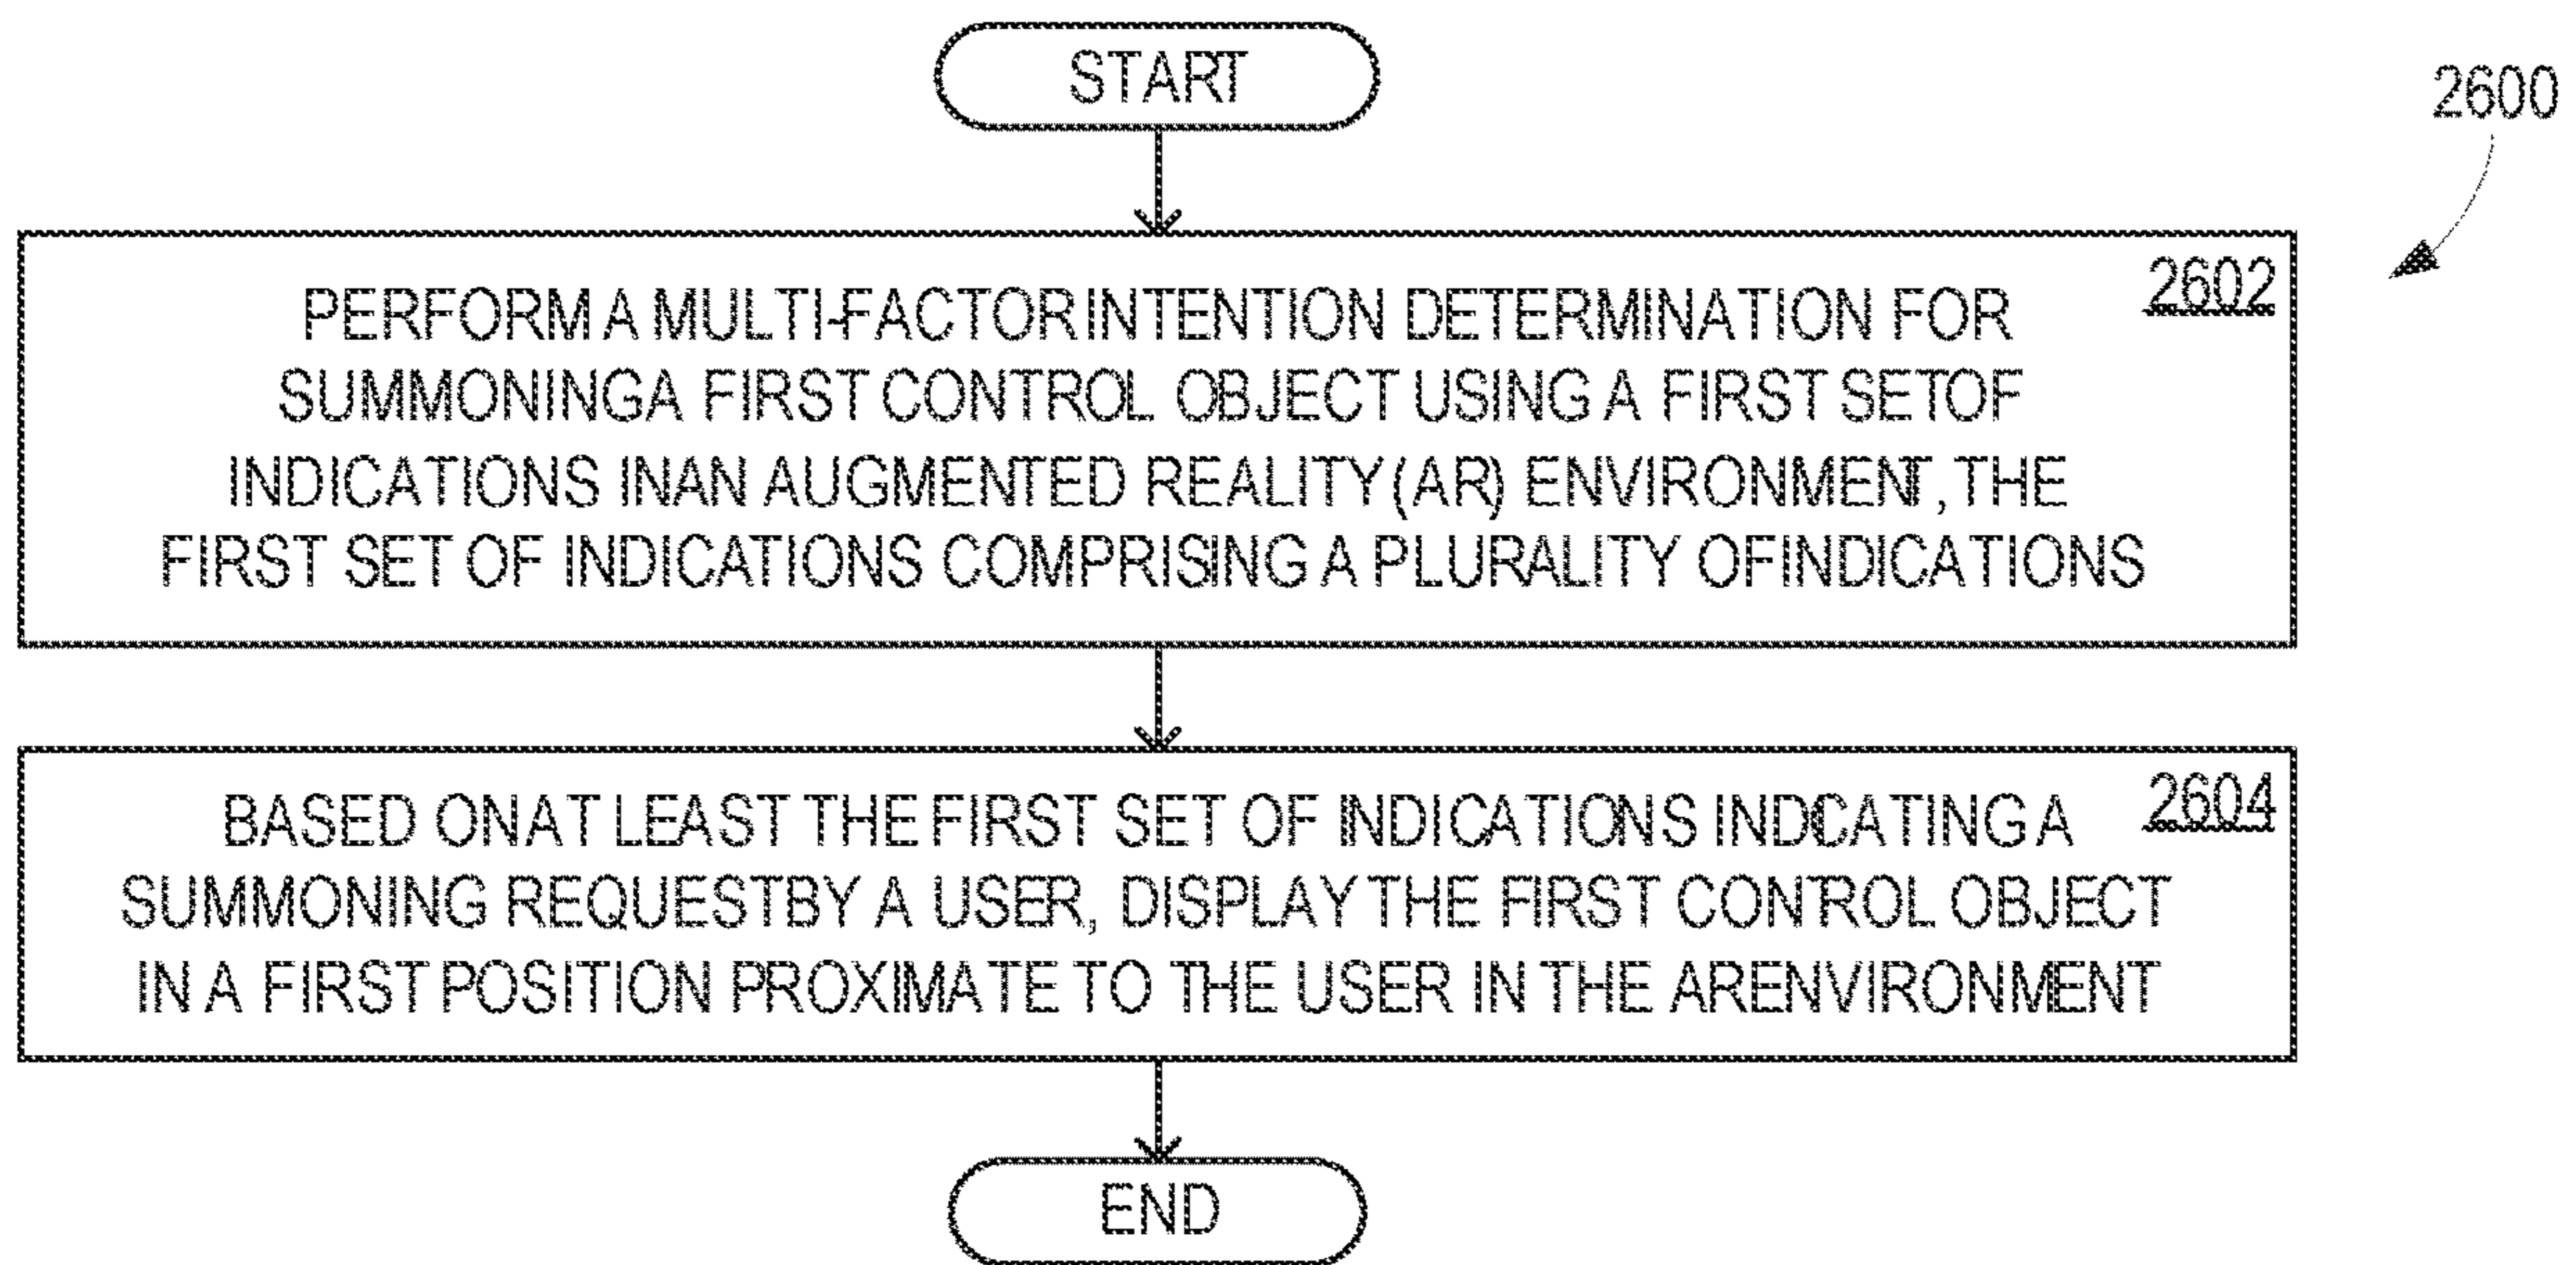 START
2600
2602
PERFORM A MULTI-FACTOR INTENTION DETERMINATION FOR
SUMMONING A FIRST CONTROL OBJECT USING A FIRST SET OF
INDICATIONS IN AN AUGMENTED REALITY (AR) ENVIRONMENT, THE
FIRST SET OF INDICATIONS COMPRISING A PLURALITY OF INDICATIONS
2604
BASED ON AT LEAST THE FIRST SET OF INDICATIONS INDICATING A
SUMMONING REQUEST BY A USER, DISPLAY THE FIRST CONTROL OBJECT
IN A FIRST POSITION PROXIMATE TO THE USER IN THE AR ENVIRONMENT
END